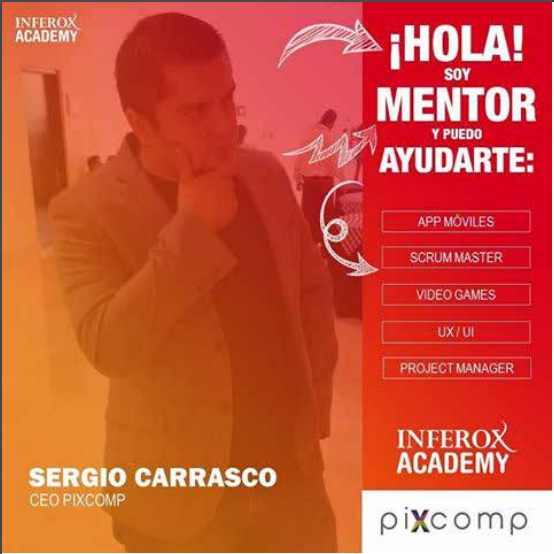 INFEROX
ACADEMY
¡HOLA!
SOY
MENTOR
Y PUEDO
AYUDARTE:
APP MÓVILES
SCRUM MASTER
VIDEO GAMES
UX / UI
PROJECT MANAGER
SERGIO CARRASCO
CEO PIXCOMP
INFEROX
ACADEMY
pixcomp